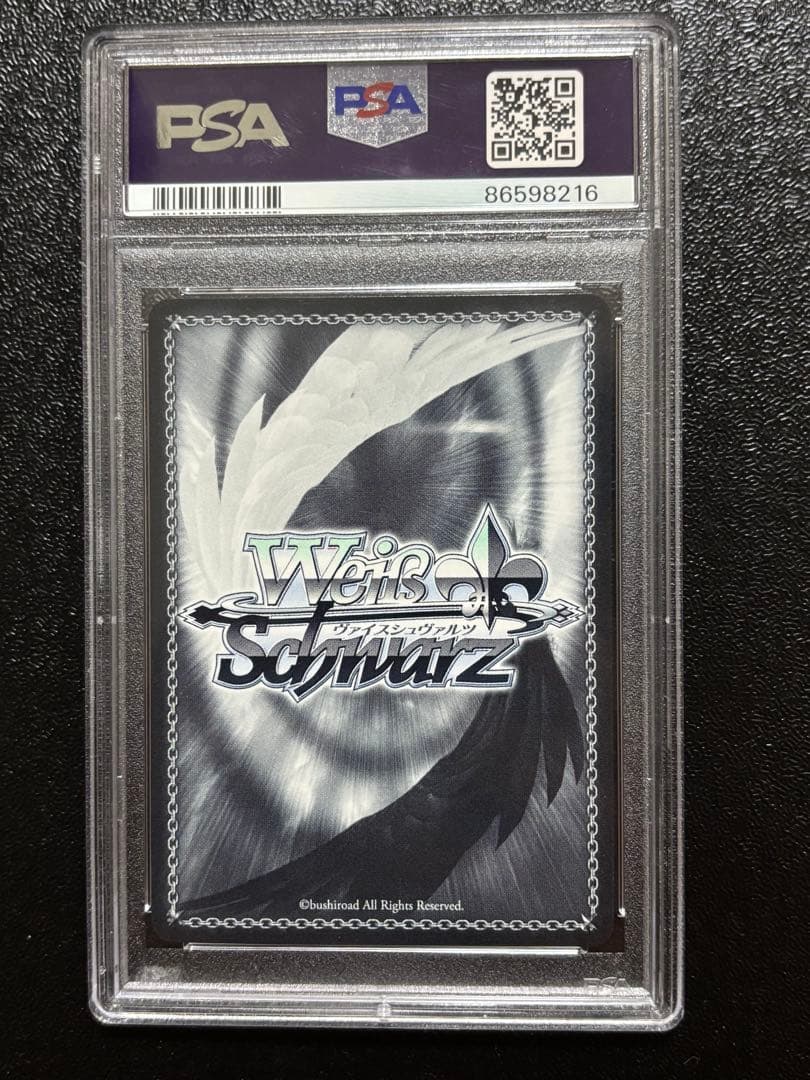 PSA
PSA
86598216
Weiß
ヴァイスシュヴァルツ
Schwarz
©bushiroad All Rights Reserved.
PSA